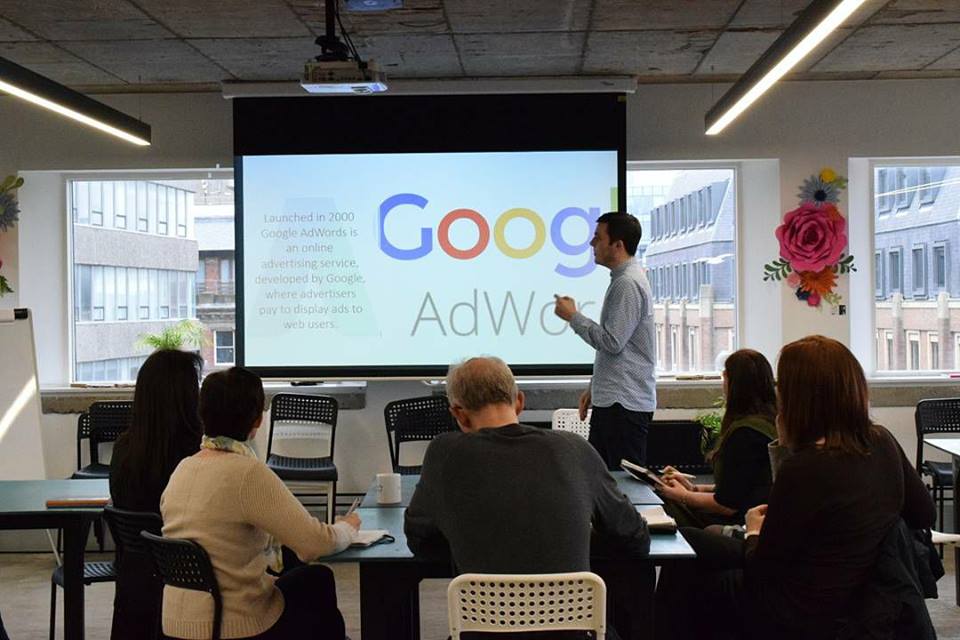 Launched in 2000
Google AdWords is
an online
advertising service,
developed by Google,
where advertisers
pay to display ads to
web users.
Googl
AdWor